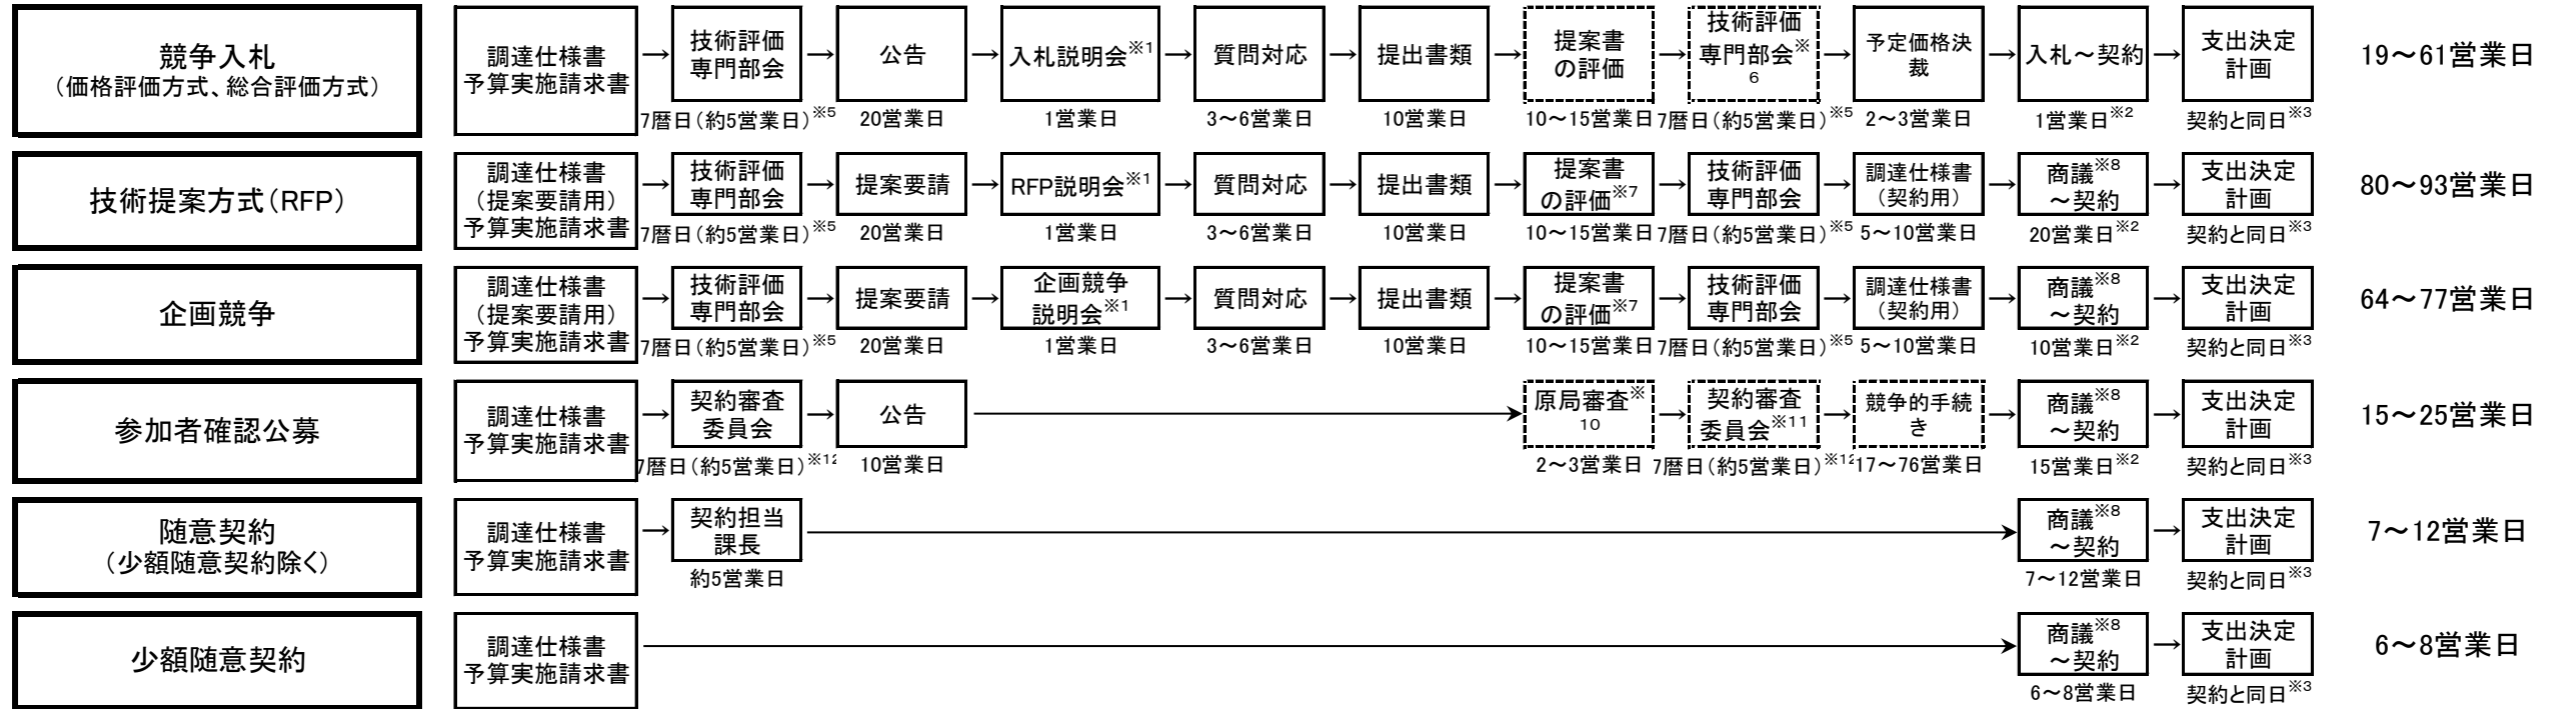 競争入札
（価格評価方式、総合評価方式）
調達仕様書
予算実施請求書
→
技術評価
専門部会
7暦日（約5営業日）※5
→
公告
20営業日
→
入札説明会※1
1営業日
→
質問対応
3～6営業日
→
提出書類
10営業日
→
提案書
の評価
10～15営業日
→
技術評価
専門部会※
6
7暦日（約5営業日）※5
→
予定価格決
裁
2～3営業日
→
入札～契約
1営業日※2
→
支出決定
計画
契約と同日※3
19～61営業日
技術提案方式（RFP）
調達仕様書
（提案要請用）
予算実施請求書
→
技術評価
専門部会
7暦日（約5営業日）※5
→
提案要請
20営業日
→
RFP説明会※1
1営業日
→
質問対応
3～6営業日
→
提出書類
10営業日
→
提案書
の評価※7
10～15営業日
→
技術評価
専門部会
7暦日（約5営業日）※5
→
調達仕様書
（契約用）
5～10営業日
→
商議※8
～契約
20営業日※2
→
支出決定
計画
契約と同日※3
80～93営業日
企画競争
調達仕様書
（提案要請用）
予算実施請求書
→
技術評価
専門部会
7暦日（約5営業日）※5
→
提案要請
20営業日
→
企画競争
説明会※1
1営業日
→
質問対応
3～6営業日
→
提出書類
10営業日
→
提案書
の評価※7
10～15営業日
→
技術評価
専門部会
7暦日（約5営業日）※5
→
調達仕様書
（契約用）
5～10営業日
→
商議※8
～契約
10営業日※2
→
支出決定
計画
契約と同日※3
64～77営業日
参加者確認公募
調達仕様書
予算実施請求書
→
契約審査
委員会
7暦日（約5営業日）※12
→
公告
10営業日
原局審査※
10
2～3営業日
→
契約審査
委員会※11
7暦日（約5営業日）※12
→
競争的手続
き
17～76営業日
→
商議※8
～契約
15営業日※2
→
支出決定
計画
契約と同日※3
15～25営業日
随意契約
（少額随意契約除く）
調達仕様書
予算実施請求書
→
契約担当
課長
約5営業日
商議※8
～契約
7～12営業日
→
支出決定
計画
契約と同日※3
7～12営業日
少額随意契約
調達仕様書
予算実施請求書
商議※8
～契約
6～8営業日
→
支出決定
計画
契約と同日※3
6～8営業日